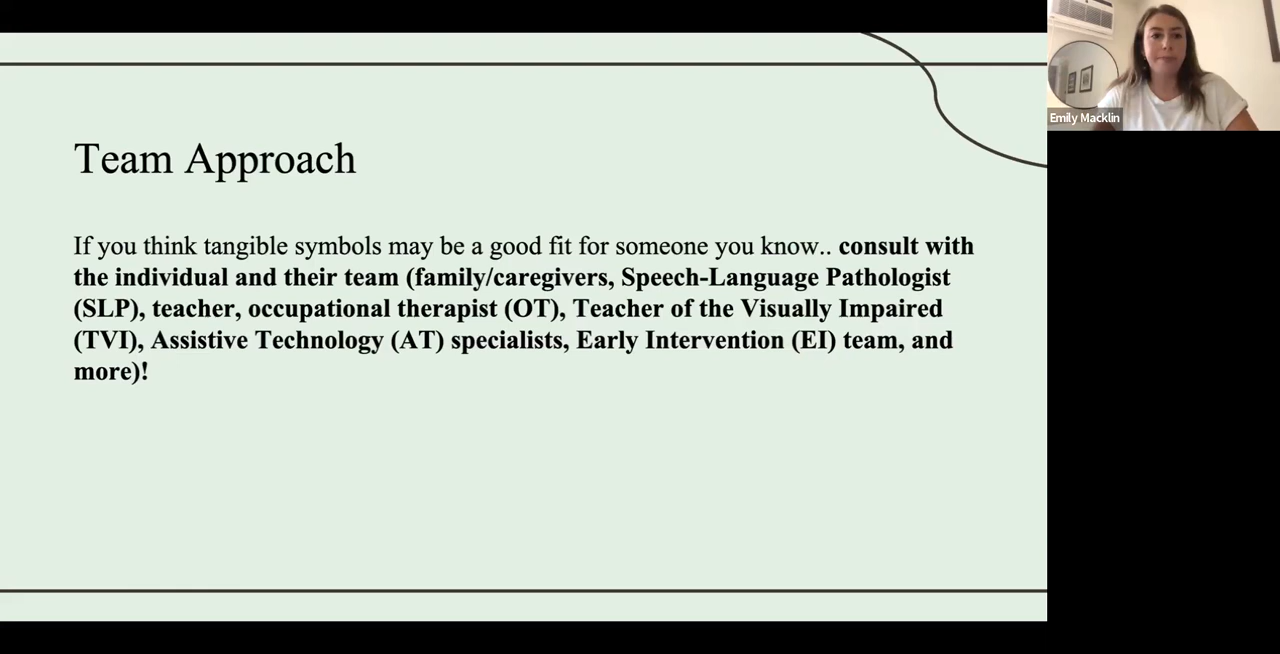 Team Approach
If you think tangible symbols may be a good fit for someone you know.. consult with
the individual and their team (family/caregivers, Speech-Language Pathologist
(SLP), teacher, occupational therapist (OT), Teacher of the Visually Impaired
(TVI), Assistive Technology (AT) specialists, Early Intervention (EI) team, and
more)!
Emily Macklin